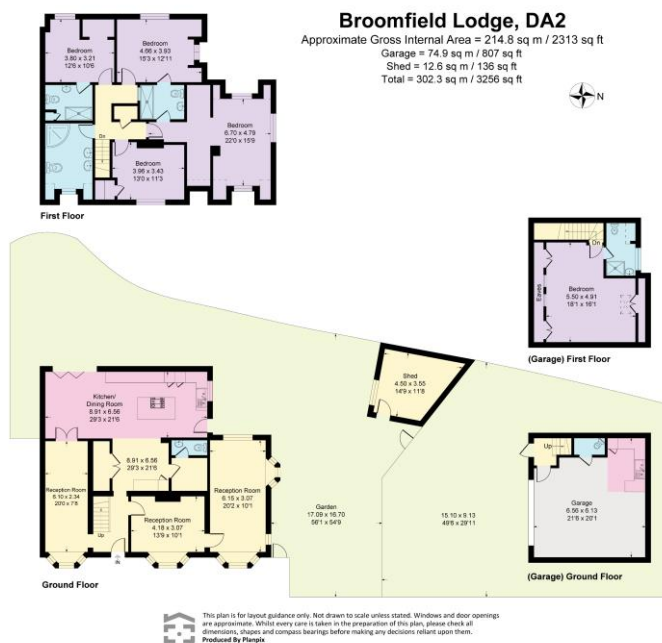 Broomfield Lodge, DA2
Approximate Gross Internal Area = 214.8 sq m / 2313 sq ft
Garage = 74.9 sq m / 807 sq ft
Shed = 12.6 sq m / 136 sq ft
Total = 302.3 sq m / 3256 sq ft
N
Bedroom
3.80 x 3.21
12'6 x 10'6
Bedroom
4.66 x 3.93
15'3 x 12'11
Dn
Bedroom
6.70 x 4.79
22'0 x 15'9
Bedroom
3.96 x 3.43
13'0 x 11'3
First Floor
Dn
Eaves
Bedroom
5.50 x 4.91
18'1 x 16'1
(Garage) First Floor
Shed
4.50 x 3.55
14'9 x 11'8
Kitchen/
Dining Room
8.91 x 6.56
29'3 x 21'6
8.91 x 6.56
29'3 x 21'6
Reception Room
6.10 x 2.34
20'0 x 7'8
Up
Reception Room
4.18 x 3.07
13'9 x 10'1
Reception Room
6.15 x 3.07
20'2 x 10'1
IN
Ground Floor
Garden
17.09 x 16.70
56'1 x 54'9
15.10 x 9.13
49'6 x 29'11
Up
Garage
6.56 x 6.13
21'6 x 20'1
(Garage) Ground Floor
This plan is for layout guidance only. Not drawn to scale unless stated. Windows and door openings
are approximate. Whilst every care is taken in the preparation of this plan, please check all
dimensions, shapes and compass bearings before making any decisions reliant upon them.
Produced By Planpix